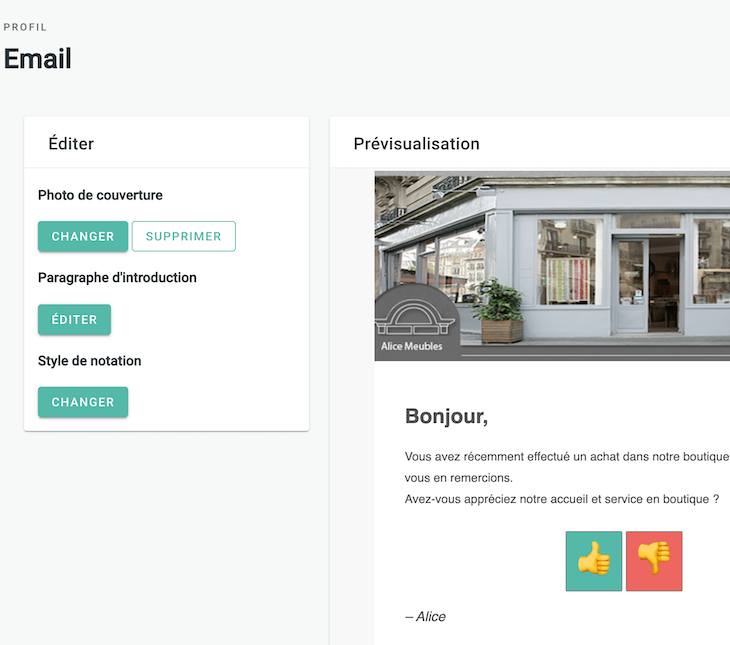 PROFIL
Email
Éditer
Photo de couverture
CHANGER SUPPRIMER
Paragraphe d'introduction
ÉDITER
Style de notation
CHANGER
Prévisualisation
Alice Meubles
Bonjour,
Vous avez récemment effectué un achat dans notre boutique
vous en remercions.
Avez-vous appréciez notre accueil et service en boutique ?
– Alice